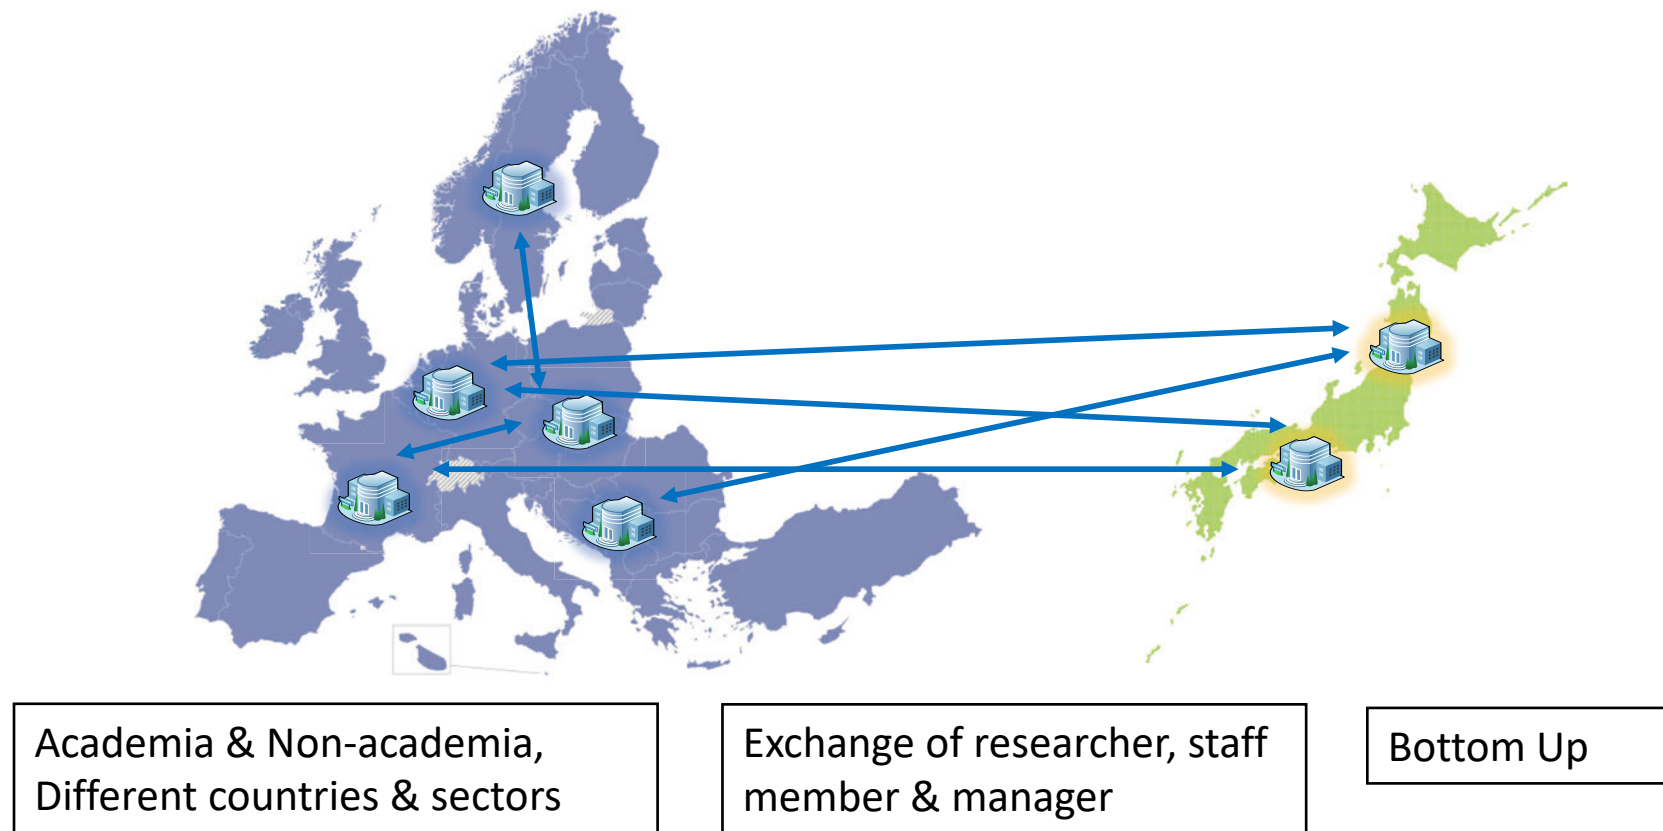 Academia & Non-academia,
Different countries & sectors
Exchange of researcher, staff
member & manager
Bottom Up